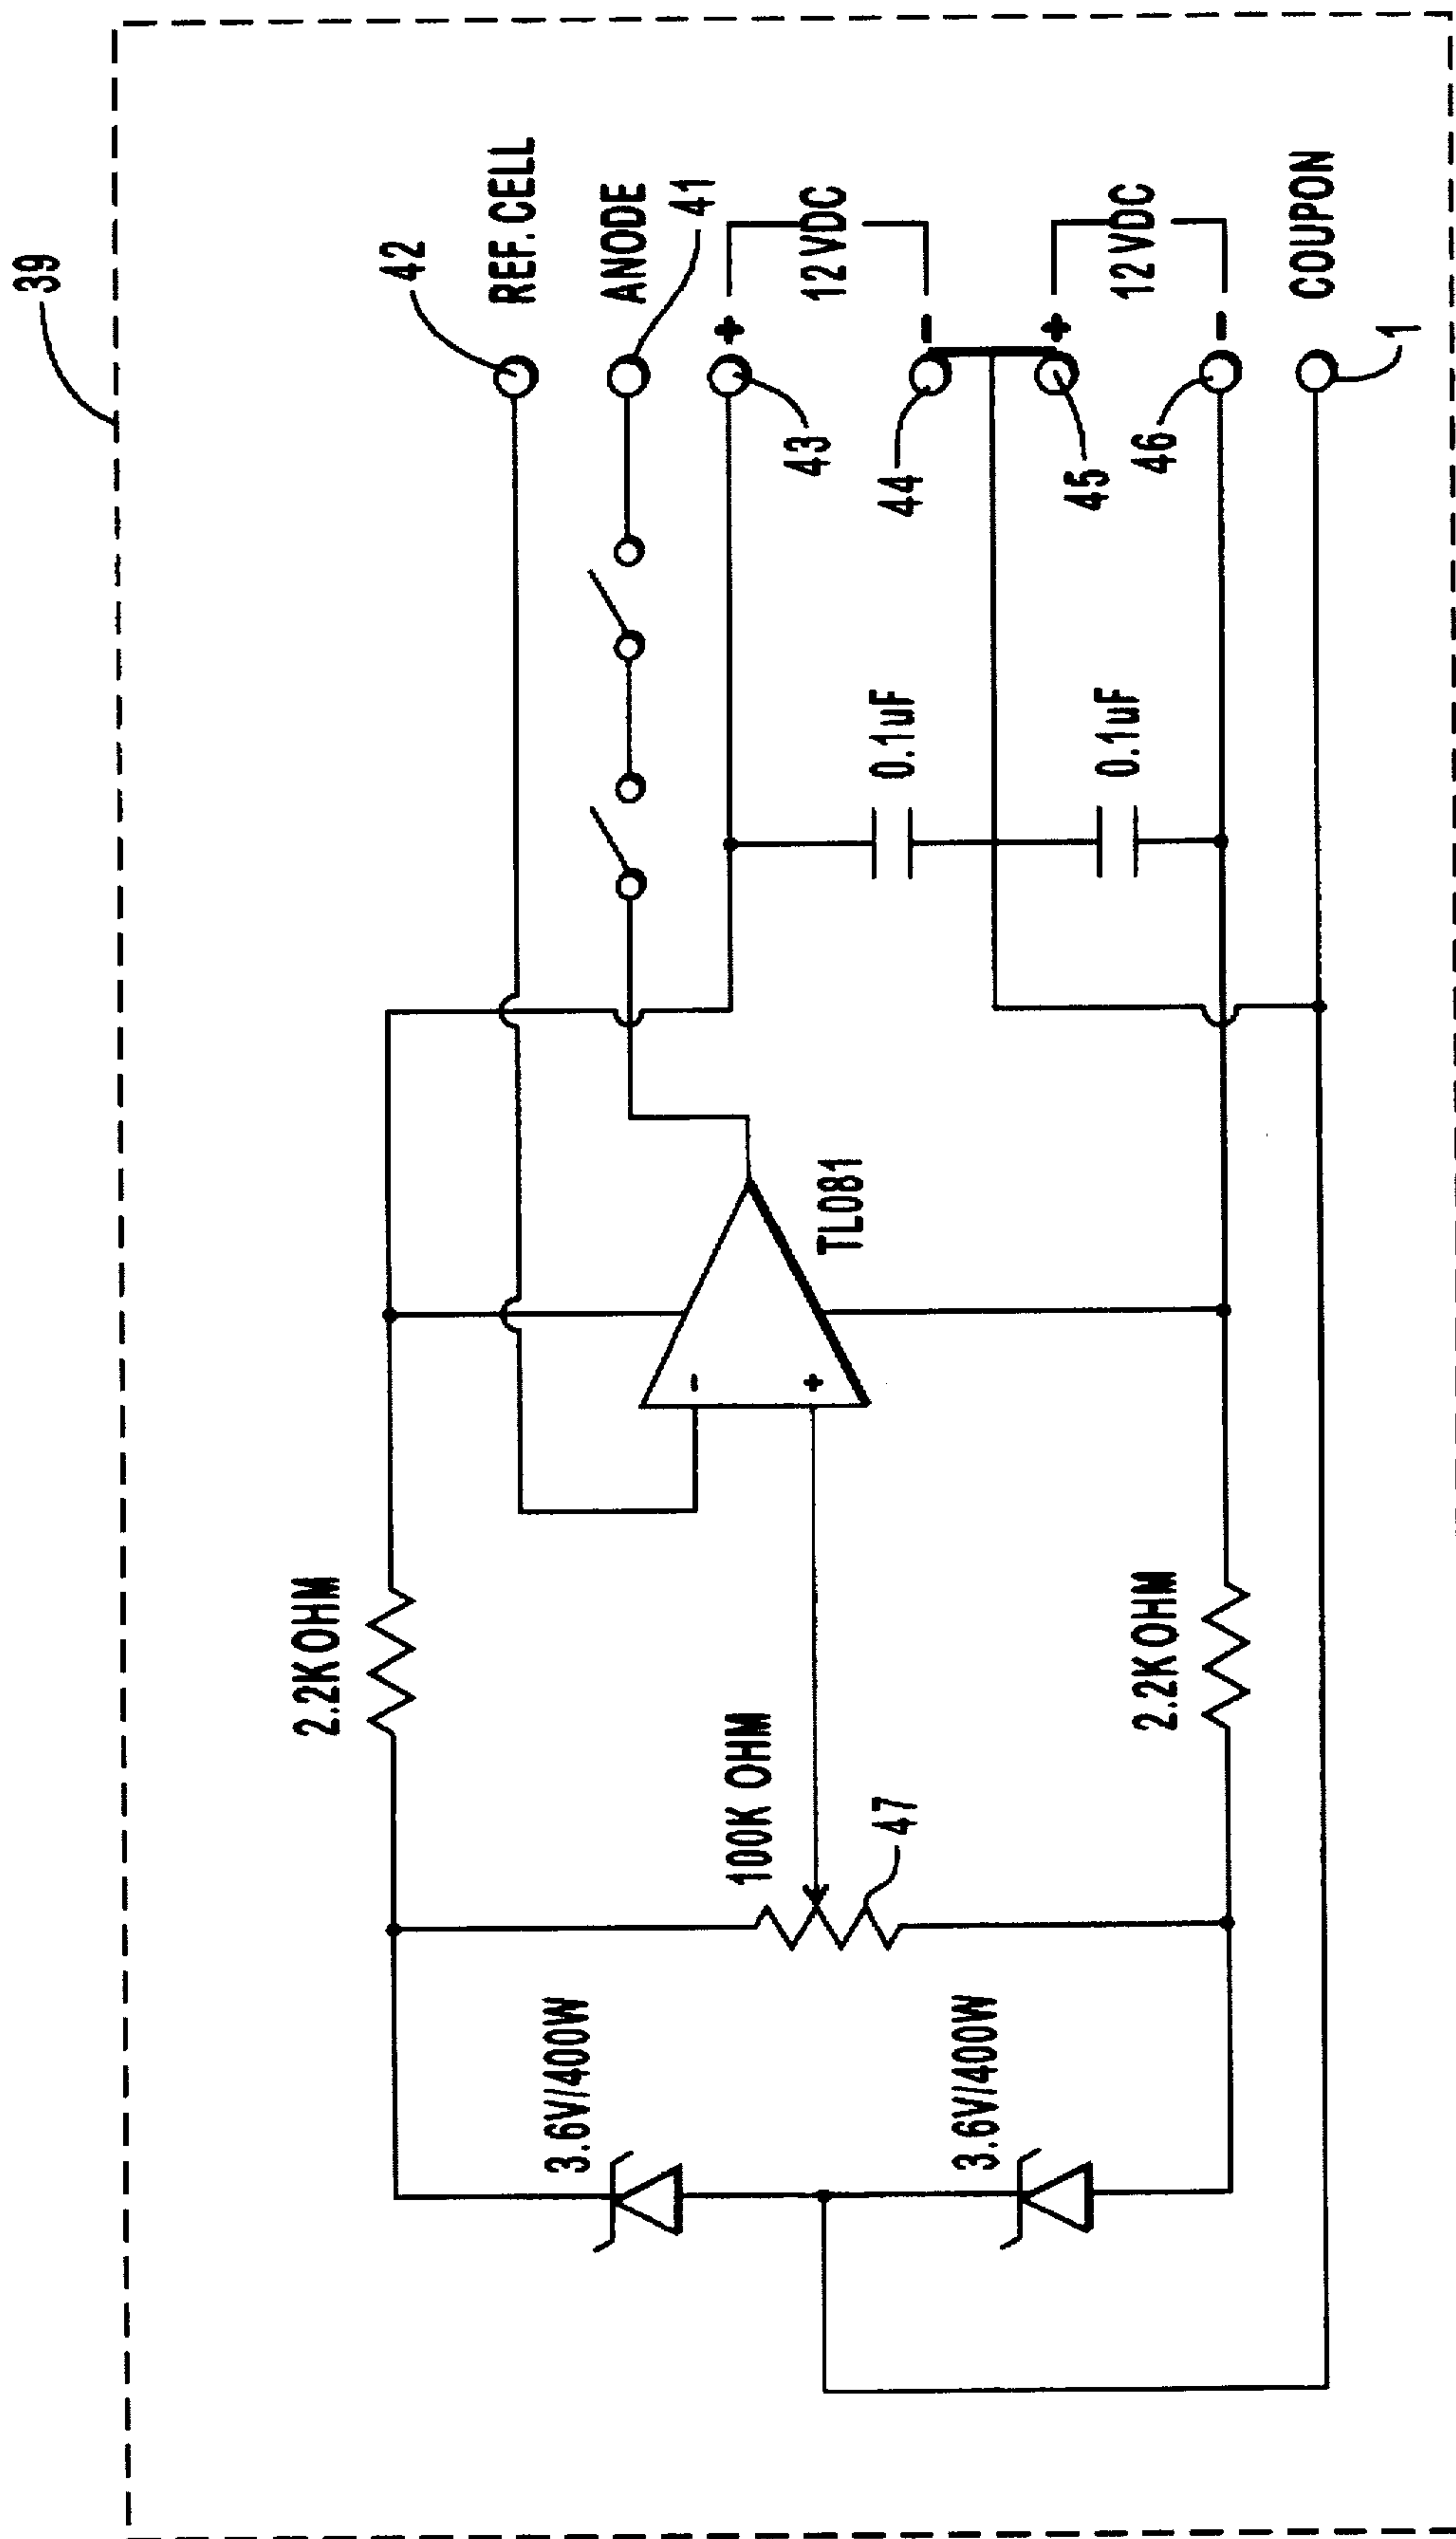 39
42
REF. CELL
ANODE
41
+
12VDC
-
43
44
+
12VDC
-
45
46
COUPON
1
0.1uF
0.1uF
TL081
-
+
2.2K OHM
2.2K OHM
100K OHM
47
3.6V/400W
3.6V/400W